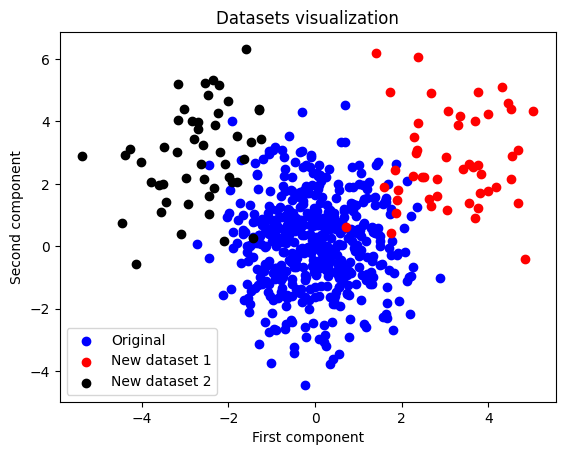 Datasets visualization
Second component
6
4
2
0
−2
−4
Original
New dataset 1
New dataset 2
−4
−2
0
2
4
First component